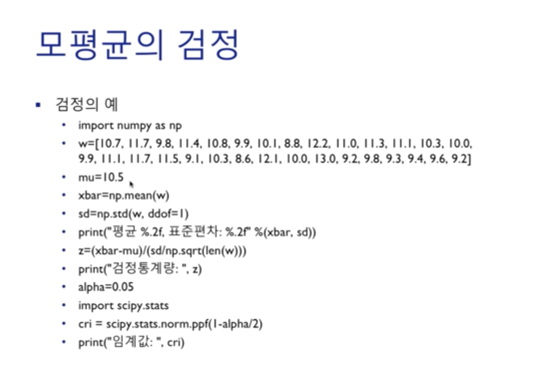 모평균의 검정
▪ 검정의 예
• import numpy as np
• w=[10.7, 11.7, 9.8, 11.4, 10.8, 9.9, 10.1, 8.8, 12.2, 11.0, 11.3, 11.1, 10.3, 10.0,
9.9, 11.1, 11.7, 11.5, 9.1, 10.3, 8.6, 12.1, 10.0, 13.0, 9.2, 9.8, 9.3, 9.4, 9.6, 9.2]
• mu=10.5
• xbar=np.mean(w)
• sd=np.std(w, ddof=1)
• print("평균 %.2f, 표준편차: %.2f" %(xbar, sd))
• z=(xbar-mu)/(sd/np.sqrt(len(w)))
• print("검정통계량: ", z)
• alpha=0.05
• import scipy.stats
• cri = scipy.stats.norm.ppf(1-alpha/2)
• print("임계값: ", cri)